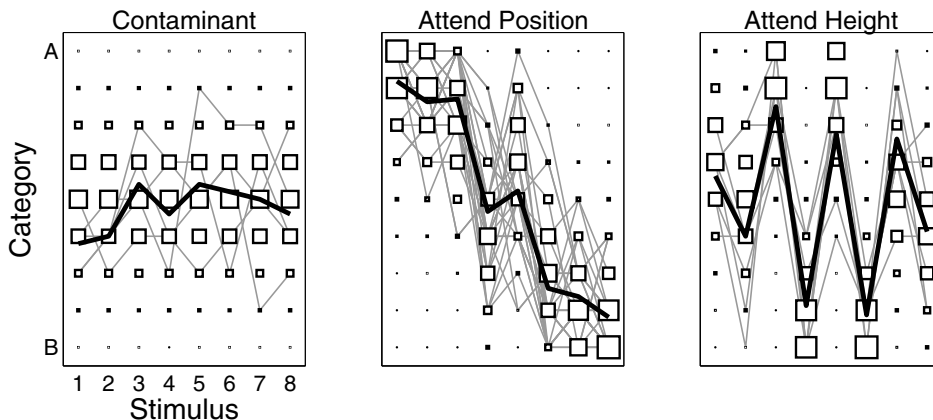 Contaminant
Attend Position
Attend Height
A
Category
B
1 2 3 4 5 6 7 8
Stimulus